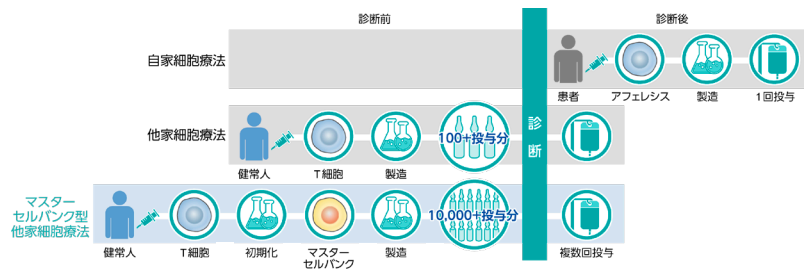 診断前
診断後
自家細胞療法
患者
アフェレシス
製造
1回投与
他家細胞療法
100+投与分
健常人
T細胞
製造
診断
マスター
セルバンク型
他家細胞療法
10,000+投与分
健常人
T細胞
初期化
マスター
セルバンク
製造
複数回投与